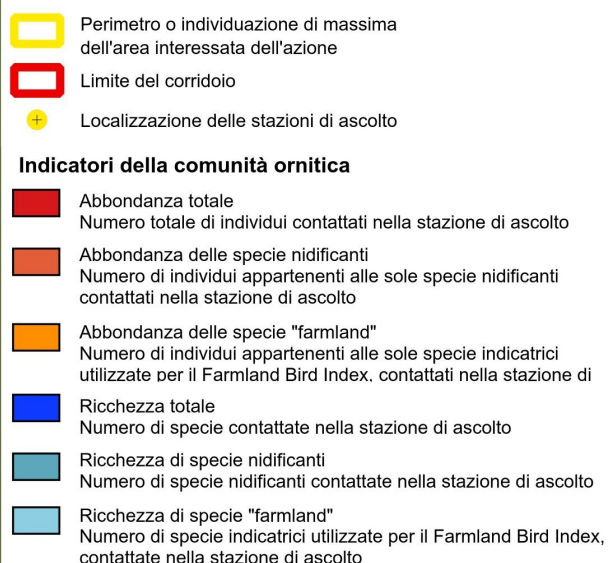 Perimetro o individuazione di massima
dell'area interessata dell'azione
Limite del corridoio
Localizzazione delle stazioni di ascolto
Indicatori della comunità ornitica
Abbondanza totale
Numero totale di individui contattati nella stazione di ascolto
Abbondanza delle specie nidificanti
Numero di individui appartenenti alle sole specie nidificanti
contattati nella stazione di ascolto
Abbondanza delle specie "farmland"
Numero di individui appartenenti alle sole specie indicatrici
utilizzate per il Farmland Bird Index, contattati nella stazione di
Ricchezza totale
Numero di specie contattate nella stazione di ascolto
Ricchezza di specie nidificanti
Numero di specie nidificanti contattate nella stazione di ascolto
Ricchezza di specie "farmland"
Numero di specie indicatrici utilizzate per il Farmland Bird Index,
contattate nella stazione di ascolto